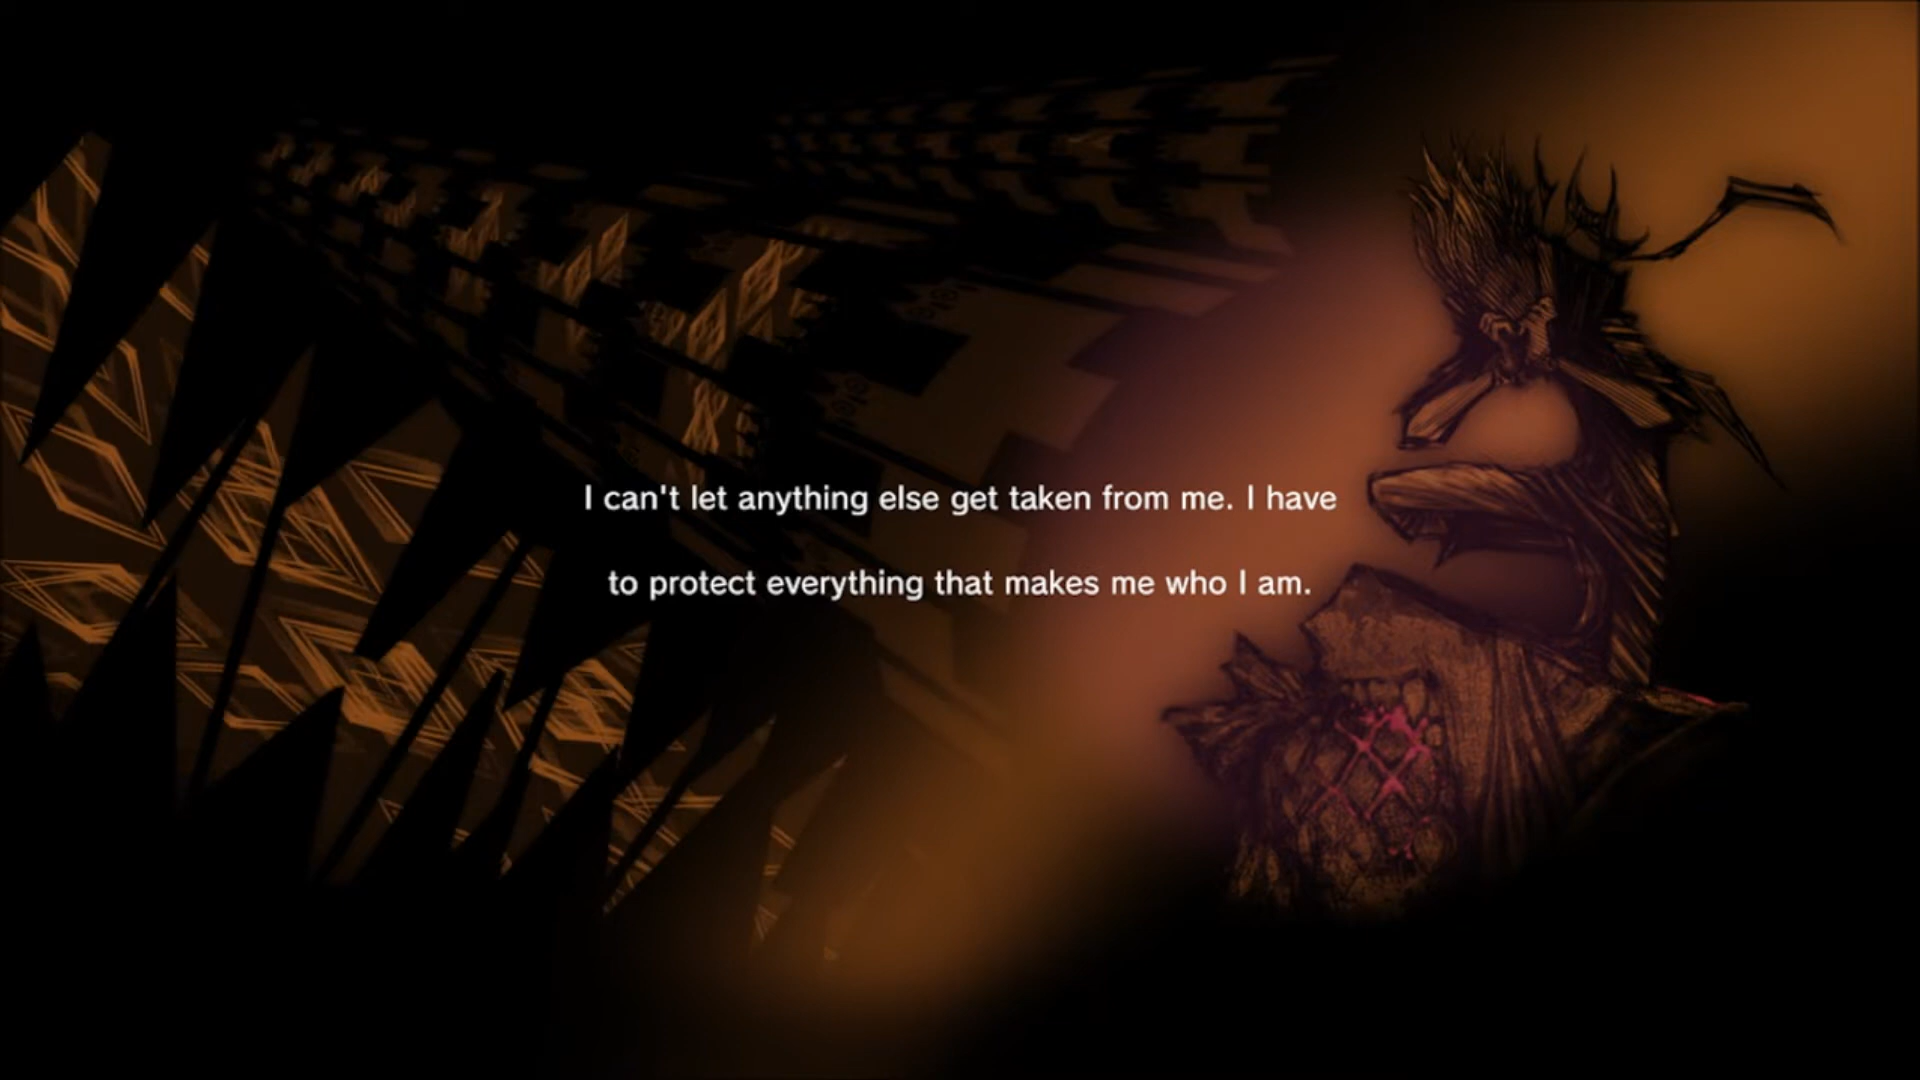 I can't let anything else get taken from me. I have
to protect everything that makes me who I am.